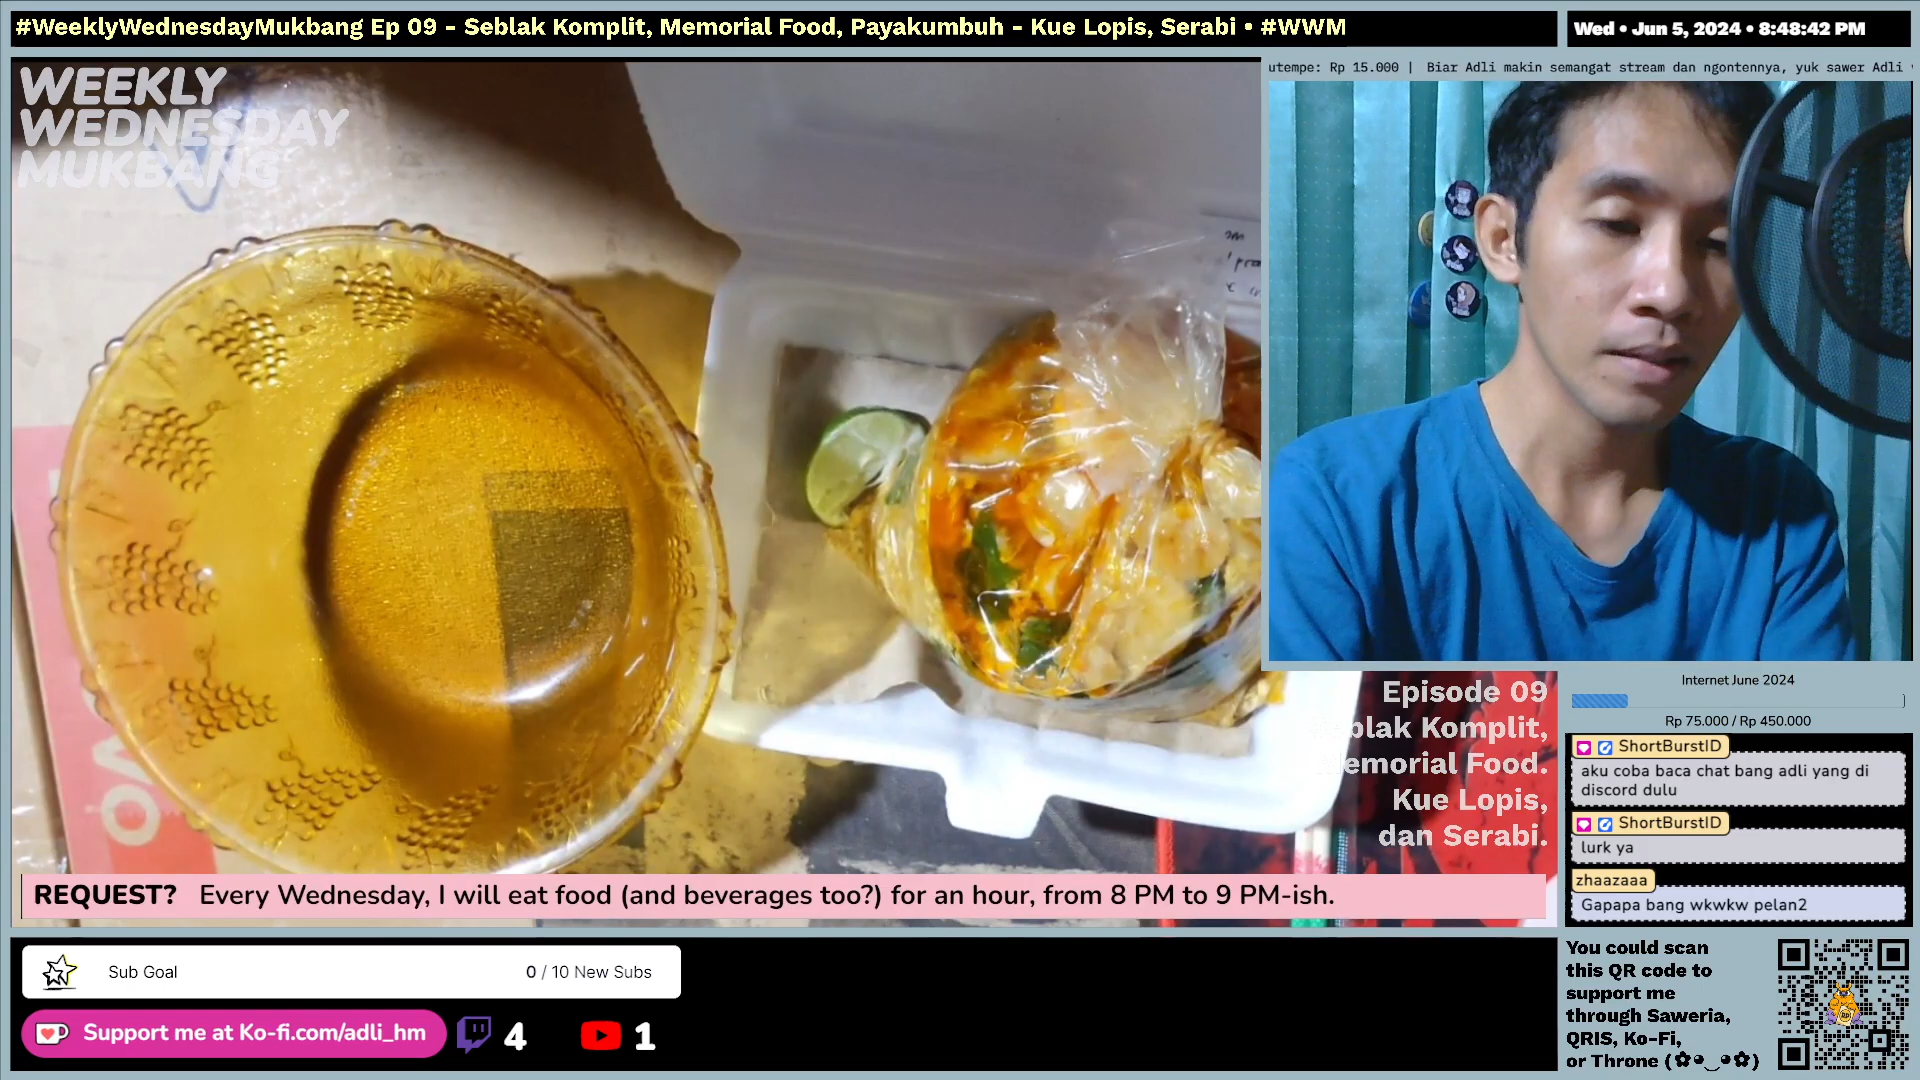 #WeeklyWednesdayMukbang Ep 09 - Seblak Komplit, Memorial Food, Payakumbuh - Kue Lopis, Serabi • #WWM
Wed • Jun 5, 2024 • 8:48:42 PM
utempe: Rp 15.000 | Biar Adli makin semangat stream dan ngontennya, yuk sawer Adli
WEEKLY
WEDNESDAY
MUKBANG
Episode 09
blak Komplit,
emorial Food.
Kue Lopis,
dan Serabi.
REQUEST? Every Wednesday, I will eat food (and beverages too?) for an hour, from 8 PM to 9 PM-ish.
Internet June 2024
Rp 75.000 / Rp 450.000
ShortBurstID
aku coba baca chat bang adli yang di
discord dulu
ShortBurstID
lurk ya
zhaazaaa
Gapapa bang wkwkw pelan2
Sub Goal
0 / 10 New Subs
Support me at Ko-fi.com/adli_hm
4
1
You could scan
this QR code to
support me
through Saweria,
QRIS, Ko-Fi,
or Throne (✿◕‿◕✿)